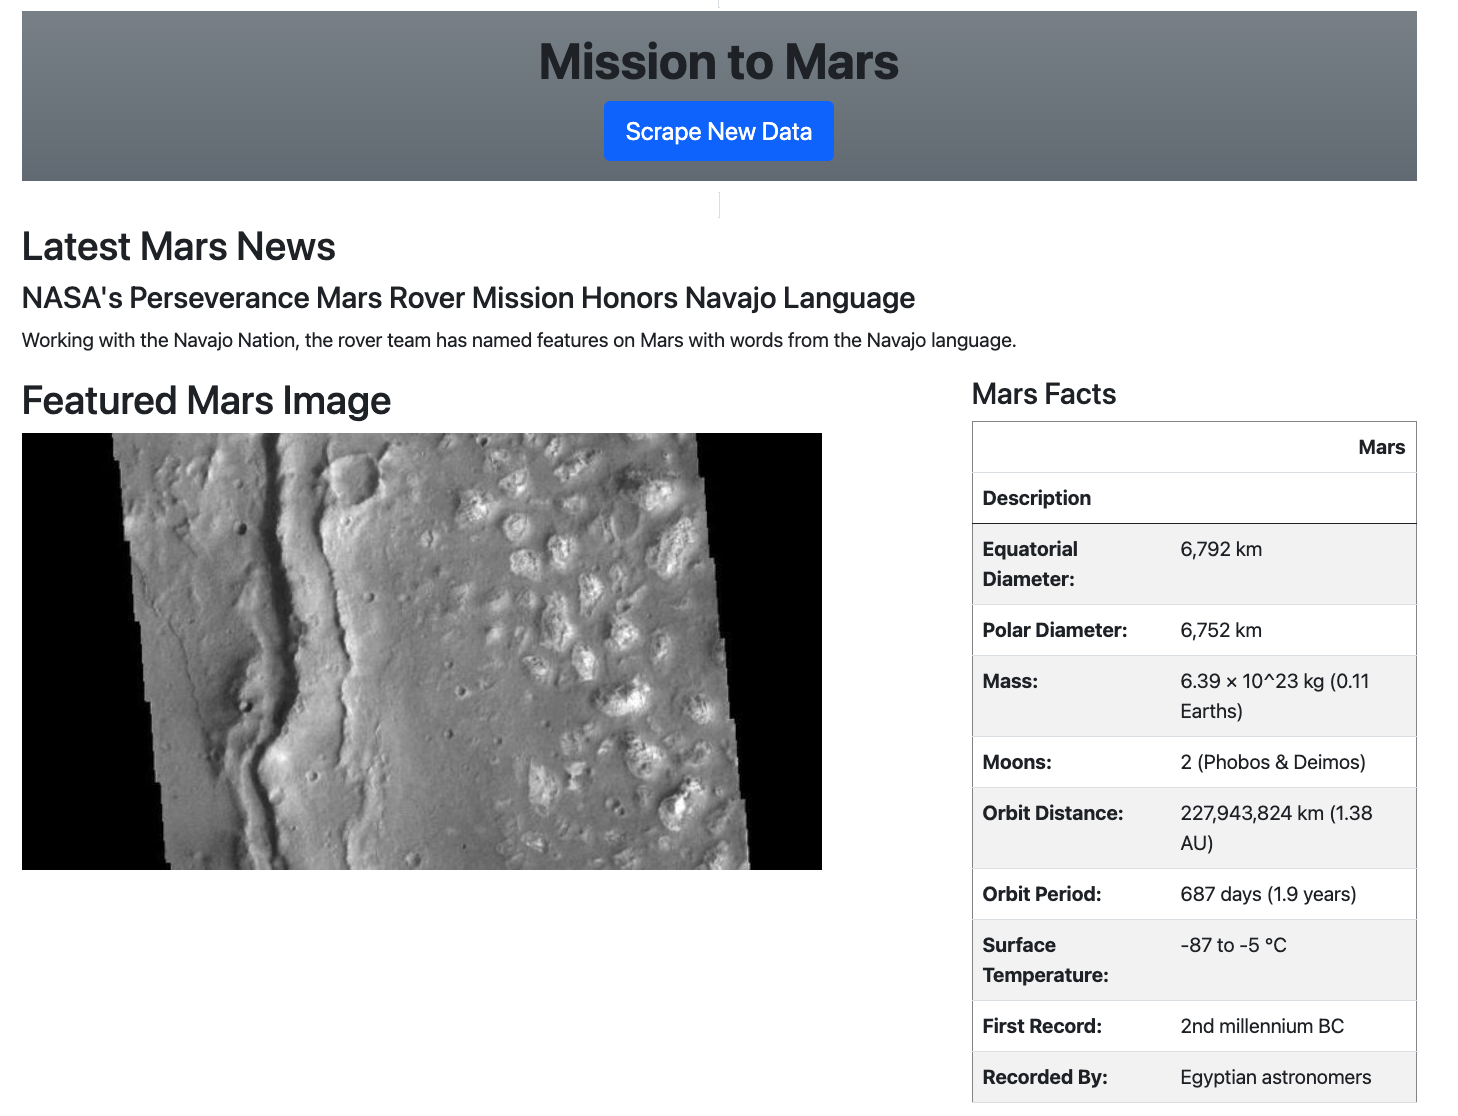 Mission to Mars
Scrape New Data
Latest Mars News
NASA's Perseverance Mars Rover Mission Honors Navajo Language
Working with the Navajo Nation, the rover team has named features on Mars with words from the Navajo language.
Featured Mars Image
Mars Facts
Mars
Description
Equatorial 6,792 km
Diameter:
Polar Diameter: 6,752 km
Mass: 6.39 × 10^23 kg (0.11
Earths)
Moons: 2 (Phobos & Deimos)
Orbit Distance: 227,943,824 km (1.38
AU)
Orbit Period: 687 days (1.9 years)
Surface -87 to -5 °C
Temperature:
First Record: 2nd millennium BC
Recorded By: Egyptian astronomers